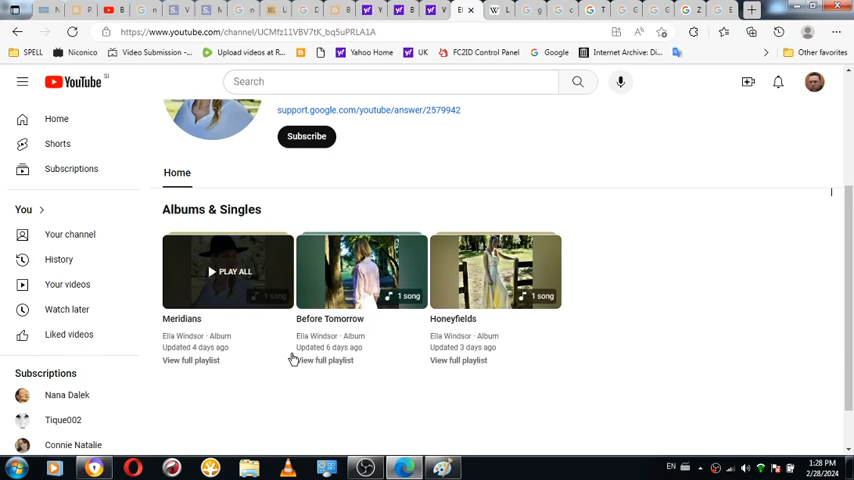 https://www.youtube.com/channel/UCMfz11VBV7tK_bq5uPRLA1A
SPELL
Niconico
Video Submission -...
Upload videos at R...
Yahoo Home
UK
FC2ID Control Panel
Google
Internet Archive: Di...
Other favorites
YouTube SI
Search
support.google.com/youtube/answer/2579942
Subscribe
Home
Shorts
Subscriptions
You
Your channel
History
Your videos
Watch later
Liked videos
Subscriptions
Nana Dalek
Tique002
Connie Natalie
Home
Albums & Singles
PLAY ALL
1 song
1 song
1 song
Meridians
Ella Windsor · Album
Updated 4 days ago
View full playlist
Before Tomorrow
Ella Windsor · Album
Updated 6 days ago
View full playlist
Honeyfields
Ella Windsor · Album
Updated 3 days ago
View full playlist
EN
1:28 PM
2/28/2024